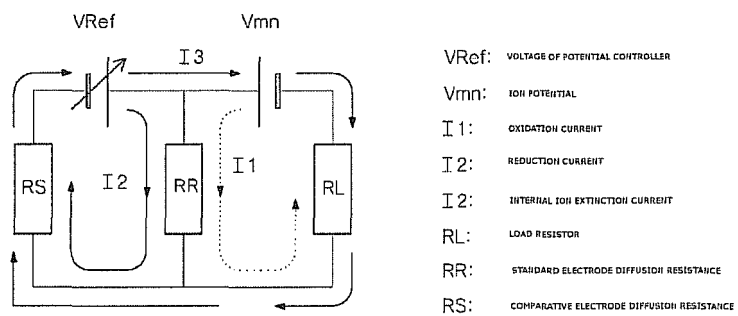 VRef Vmn
I3
RS I2 RR I1 RL
VRef: VOLTAGE OF POTENTIAL CONTROLLER
Vmn: ION POTENTIAL
I1: OXIDATION CURRENT
I2: REDUCTION CURRENT
I2: INTERNAL ION EXTINCTION CURRENT
RL: LOAD RESISTOR
RR: STANDARD ELECTRODE DIFFUSION RESISTANCE
RS: COMPARATIVE ELECTRODE DIFFUSION RESISTANCE